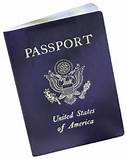 PASSPORT
United States
of America